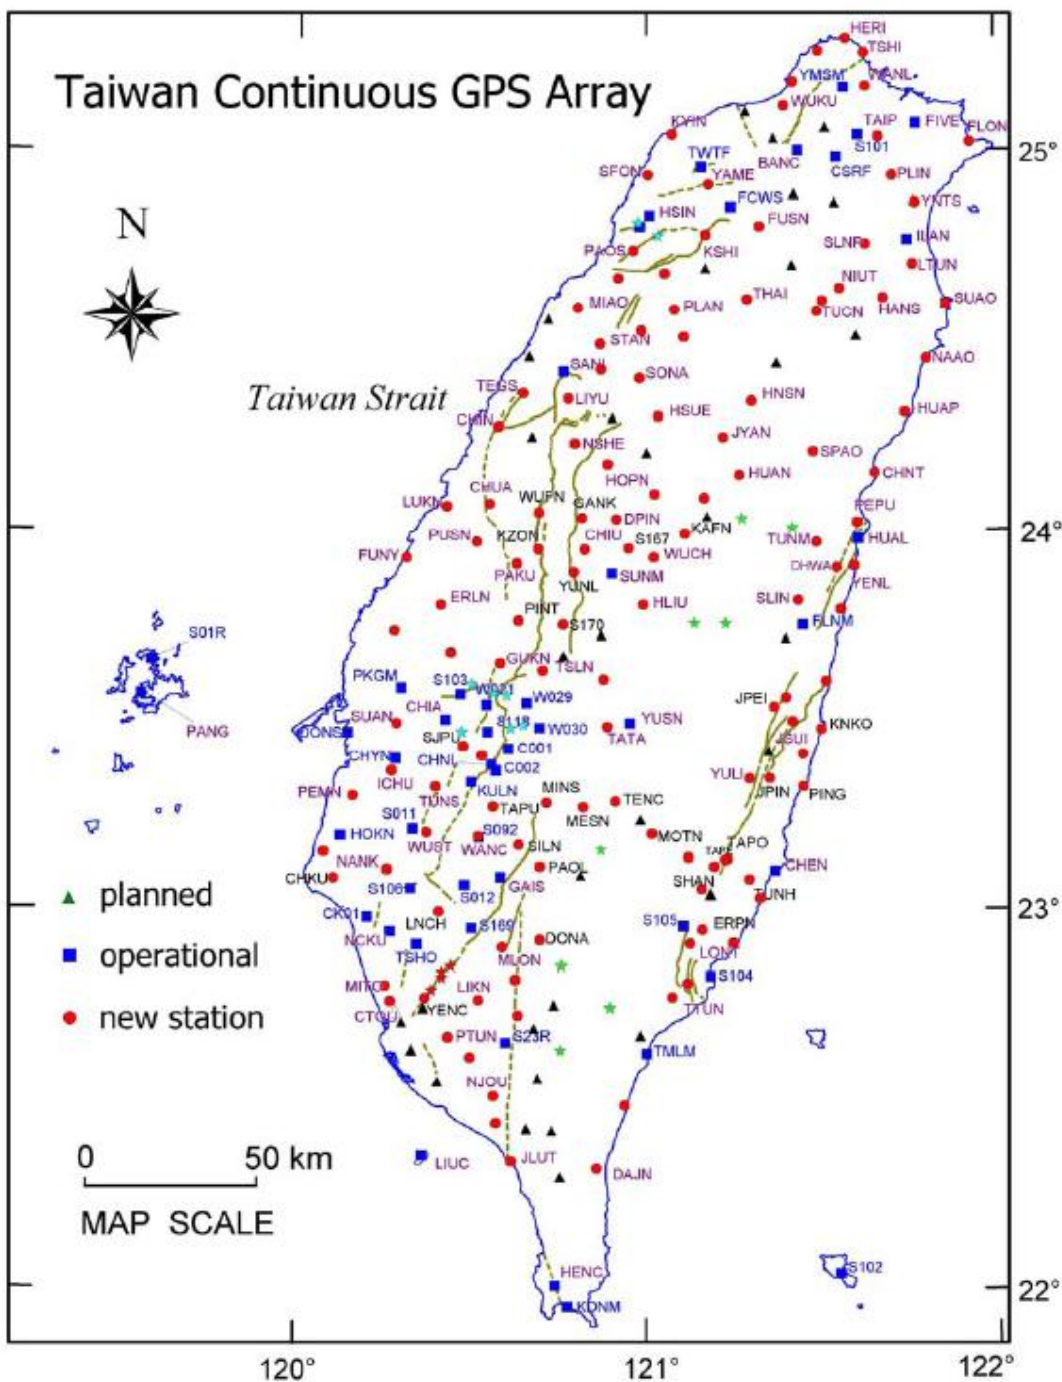 HERI
TSHI
Taiwan Continuous GPS Array
YMSM
WANL
WUKU
KYIN
TAIP
FIVE
FLON
S101
25°
BANC
TWTF
CSRF
SFON
YAME
PLIN
N
FCWS
YNTS
HSIN
FUSN
ILAN
SLNP
PAOS
KSHI
LTUN
NIUT
THAI
SUAO
MIAO
PLAN
TUCN
HANS
STAN
NAAO
SANI
SONA
TEGS
HNSN
Taiwan Strait
LIYU
HSUE
HUAP
CHIN
JYAN
NSHE
SPAO
HOPN
HUAN
CHNT
CHUA
WUFN
GANK
LUKN
PEPU
DPIN
KAFN
24°
PUSN
KZON
CHIU
S167
TUNM
HUAL
FUNY
WUCH
PAKU
SUNM
DHWA
YUNL
YENL
ERLN
HLIU
SLIN
PINT
S170
FLNM
S01R
GUKN
TSLN
PKGM
S103
W021
W029
JPEI
CHIA
SUAN
S118
W030
YUSN
KNKO
PANG
JONS
SJPU
TATA
JSUI
C001
CHYN
CHNL
C002
ICHU
YULI
KULN
JPIN
PING
PEMN
TUNS
MINS
TENC
TAPU
MESN
S011
HOKN
S092
MOTN
TAPO
WUST
WANC
SILN
TAPE
NANK
PAOL
CHEN
CHKU
SHAN
planned
S106
GAIS
S012
TUNH
23°
CK01
LNCH
S105
ERPN
S169
NCKU
DONA
operational
TSHO
MLON
LONT
S104
MITO
LIKN
CTOU
YENC
TTUN
new station
PTUN
S23R
TMLM
NJOU
0 50 km
LIUC
JLUT
DAJN
MAP SCALE
S102
HENC
22°
KDNM
120°
121°
122°